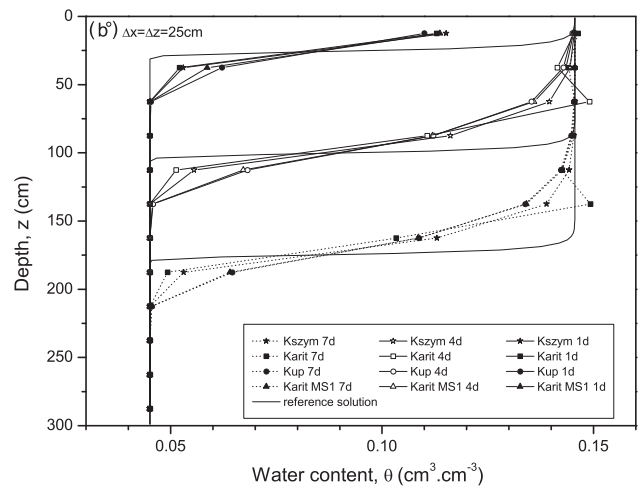 (b°) Δx=Δz=25cm
0
50
100
150
200
250
300
Depth, z (cm)
Kszym 7d Kszym 4d Kszym 1d
Karit 7d Karit 4d Karit 1d
Kup 7d Kup 4d Kup 1d
Karit MS1 7d Karit MS1 4d Karit MS1 1d
reference solution
0.05 0.10 0.15
Water content, θ (cm³.cm⁻³)